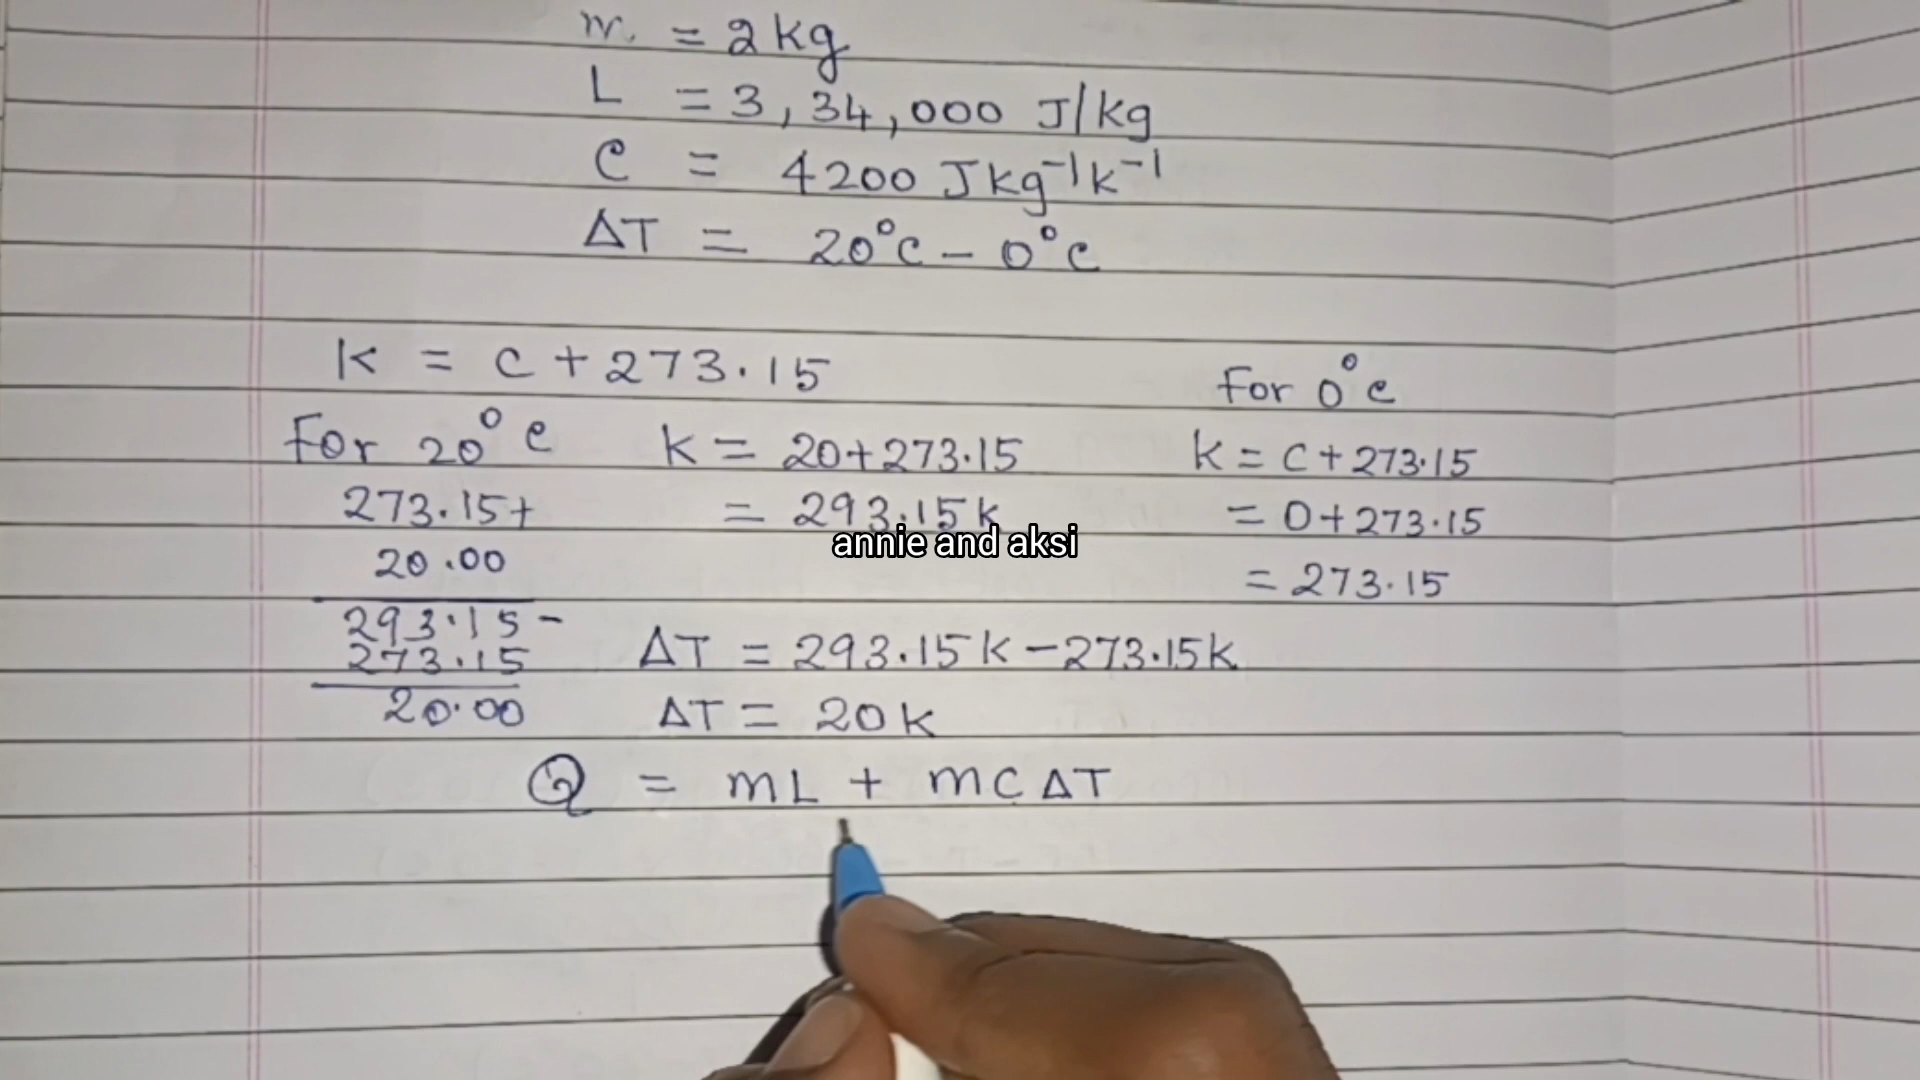 m = 2kg
L = 3,34,000 J/kg
C = 4200 Jkg⁻¹k⁻¹
ΔT = 20°C - 0°C
K = C + 273.15
For 0°C
For 20°C K = 20+273.15 K = C+273.15
273.15+ = 293.15k = 0+273.15
annie and aksi
20.00 = 273.15
293.15-
273.15 ΔT = 293.15k-273.15k
20.00 ΔT = 20k
Q = mL + mCΔT